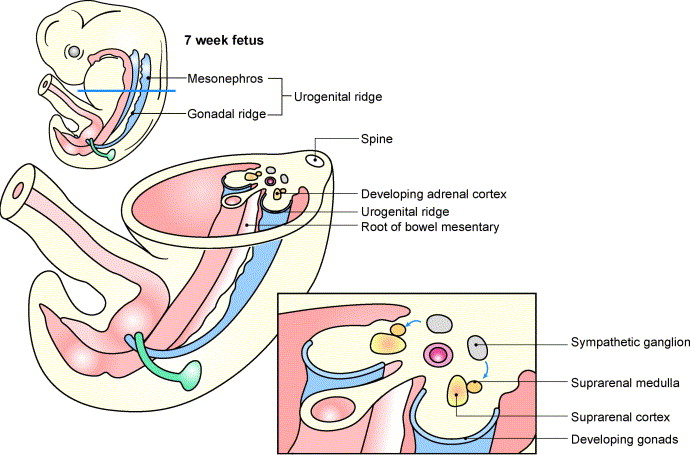 7 week fetus
Mesonephros
Urogenital ridge
Gonadal ridge
Spine
Developing adrenal cortex
Urogenital ridge
Root of bowel mesentary
Sympathetic ganglion
Suprarenal medulla
Suprarenal cortex
Developing gonads